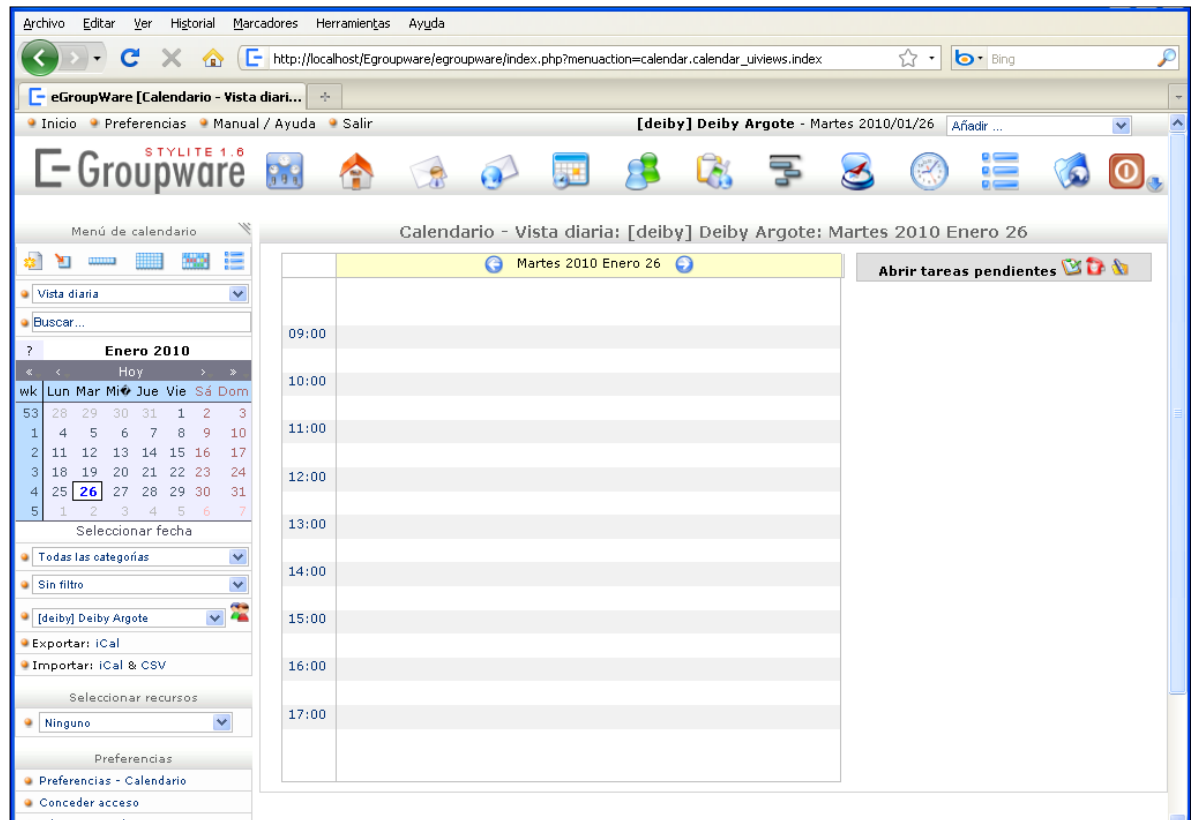 Archivo Editar Ver Historial Marcadores Herramientas Ayuda
http://localhost/Egroupware/egroupware/index.php?menuaction=calendar.calendar_uiviews.index Bing
eGroupWare [Calendario - Vista diari...
Inicio Preferencias Manual / Ayuda Salir [deiby] Deiby Argote - Martes 2010/01/26 Añadir ...
STYLITE 1.6
E-Groupware
Menú de calendario
Calendario - Vista diaria: [deiby] Deiby Argote: Martes 2010 Enero 26
Vista diaria
Buscar...
? Enero 2010
« ‹ Hoy › »
wk Lun Mar Mi� Jue Vie Sá Dom
53 28 29 30 31 1 2 3
1 4 5 6 7 8 9 10
2 11 12 13 14 15 16 17
3 18 19 20 21 22 23 24
4 25 26 27 28 29 30 31
5 1 2 3 4 5 6 7
Seleccionar fecha
Todas las categorías
Sin filtro
[deiby] Deiby Argote
Exportar: iCal
Importar: iCal & CSV
Seleccionar recursos
Ninguno
Preferencias
Preferencias - Calendario
Conceder acceso
Martes 2010 Enero 26
09:00
10:00
11:00
12:00
13:00
14:00
15:00
16:00
17:00
Abrir tareas pendientes